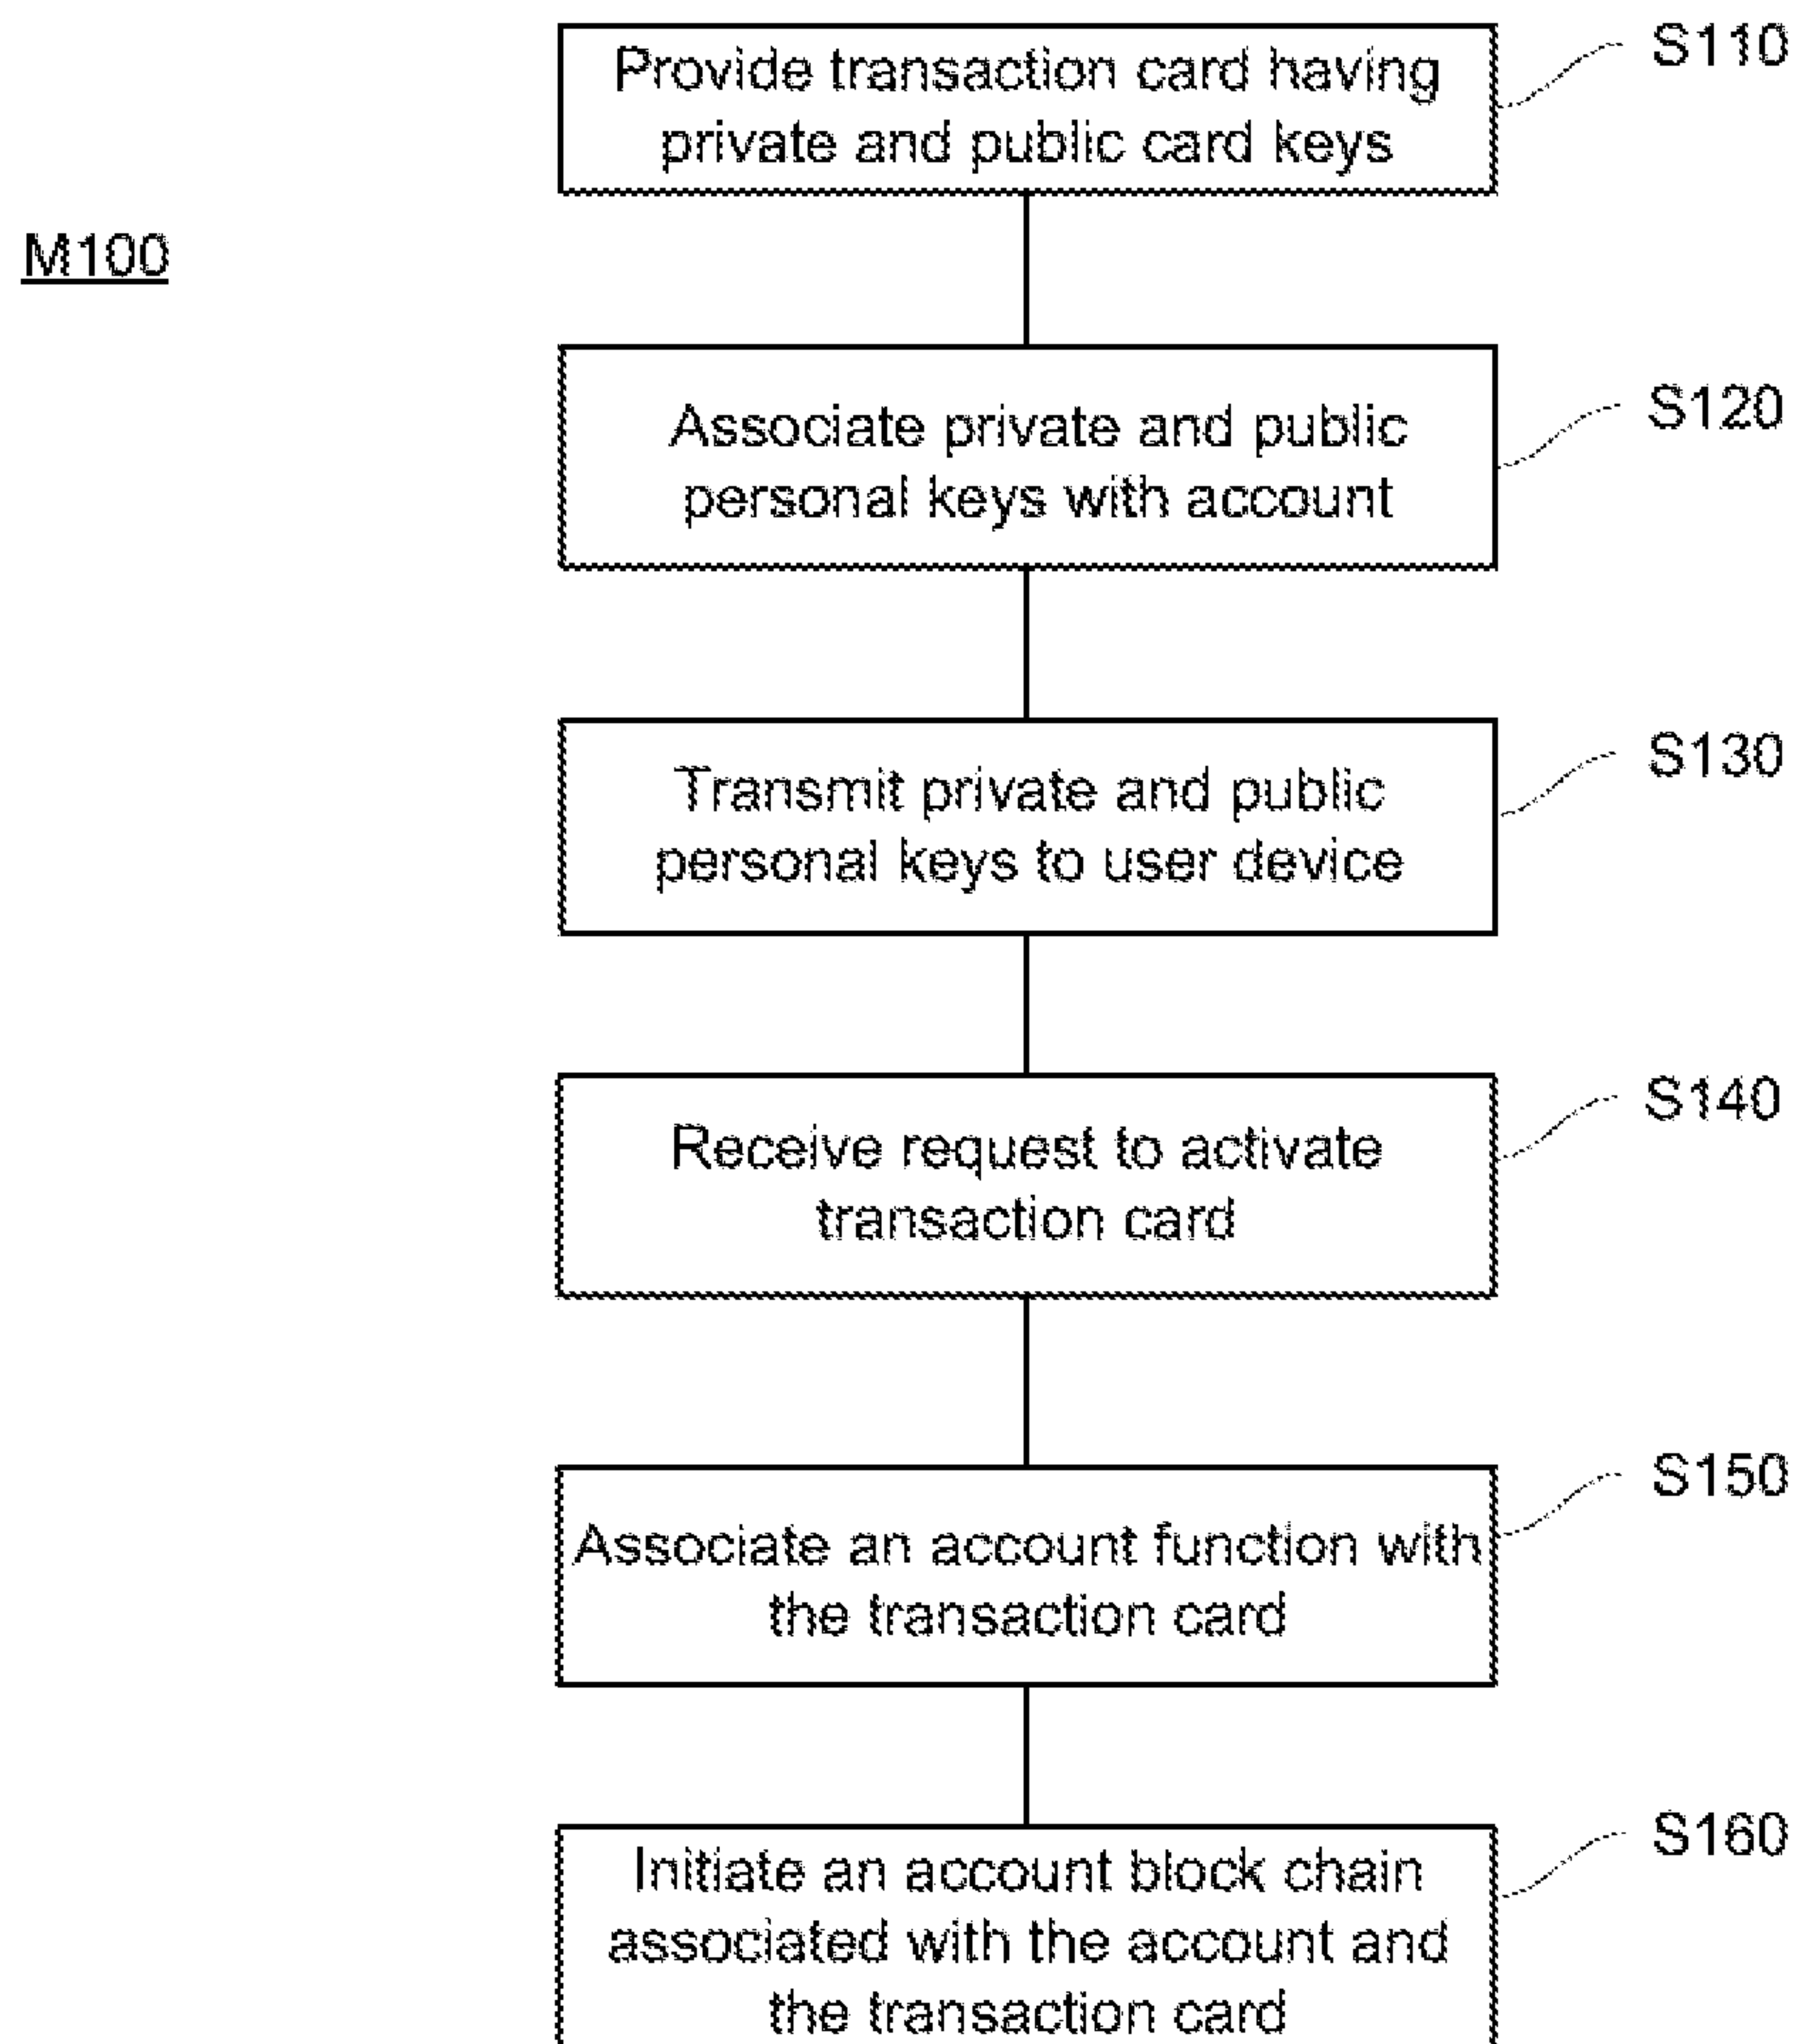 Provide transaction card having
private and public card keys
S110
M100
Associate private and public
personal keys with account
S120
Transmit private and public
personal keys to user device
S130
Receive request to activate
transaction card
S140
Associate an account function with
the transaction card
S150
Initiate an account block chain
associated with the account and
the transaction card
S160